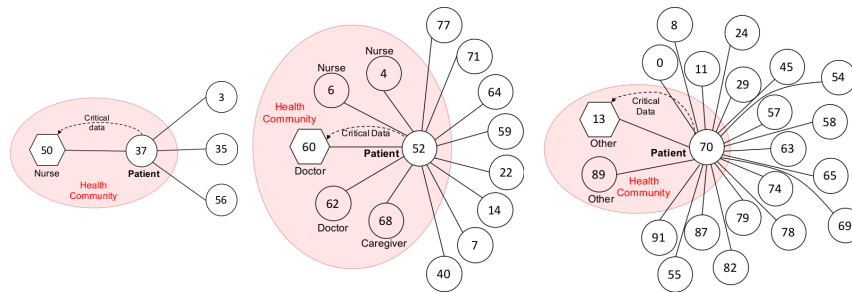 3
Critical
data
50
37
35
Nurse
Patient
Health
Community
56
77
Nurse
4
71
Nurse
6
64
Health
Community
Critical Data
59
60
Patient
52
Doctor
22
62
68
14
Doctor
Caregiver
7
40
8
24
0
11
45
54
29
Critical
Data
13
57
58
Other
Patient
70
63
89
Health
Community
65
Other
74
69
91
87
79
78
55
82